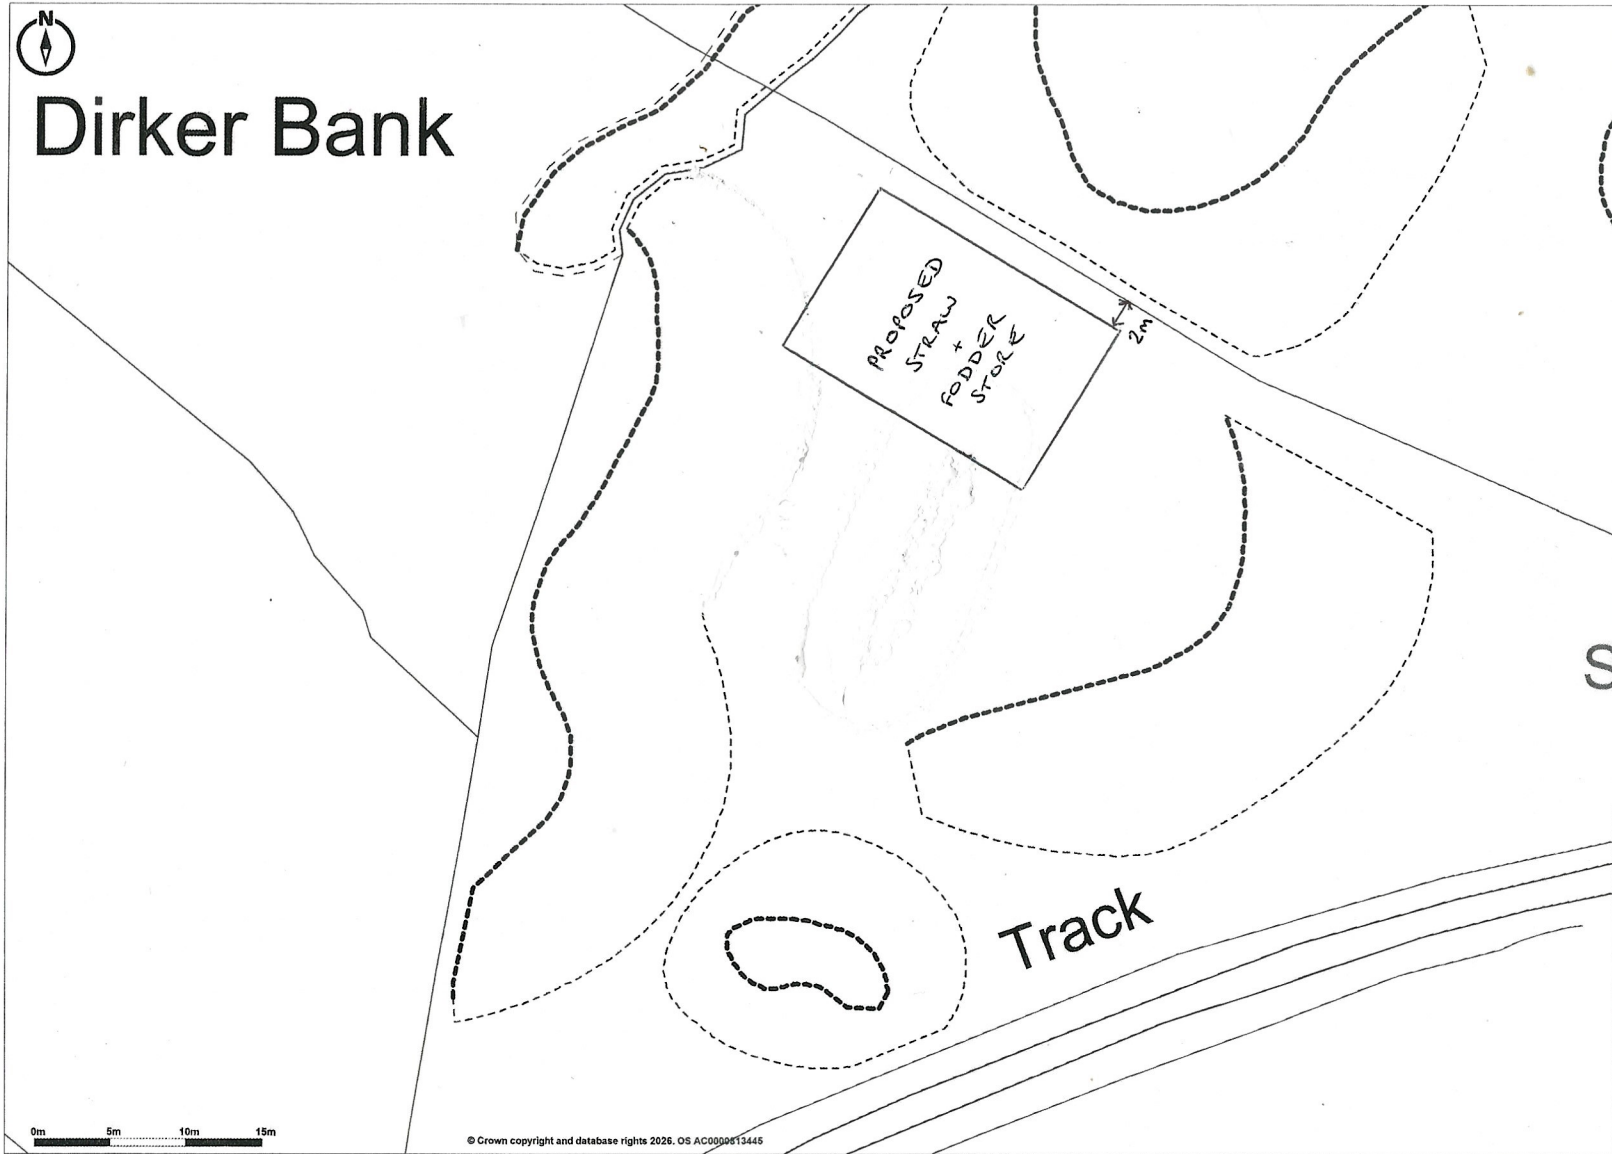 N
Dirker Bank
PROPOSED
STRAW
+
FODDER
STORE
2m
S
Track
0m 5m 10m 15m
© Crown copyright and database rights 2026. OS AC0000813445